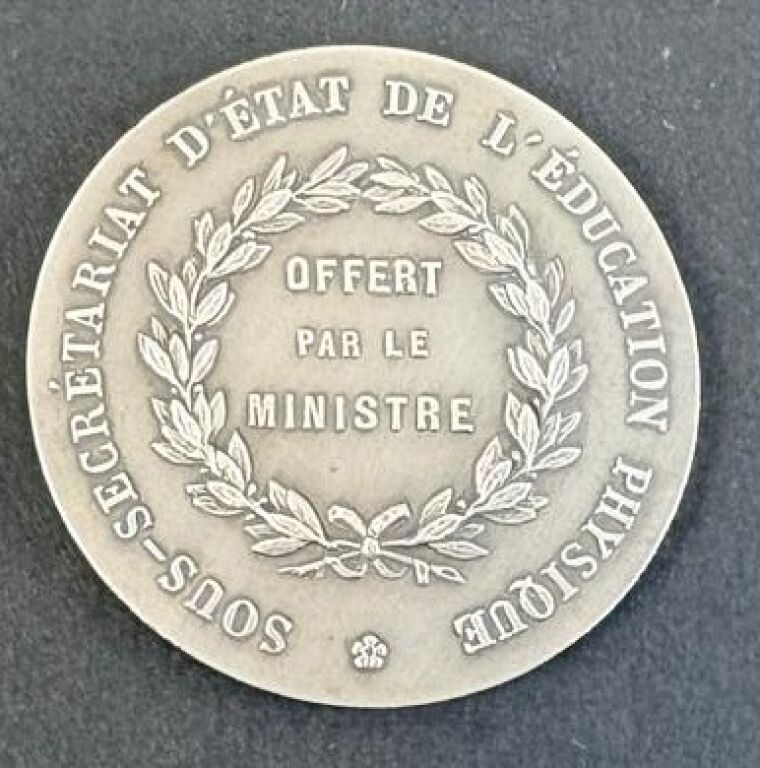 SOUS-SECRÉTARIAT D'ÉTAT DE L'ÉDUCATION PHYSIQUE
OFFERT
PAR LE
MINISTRE